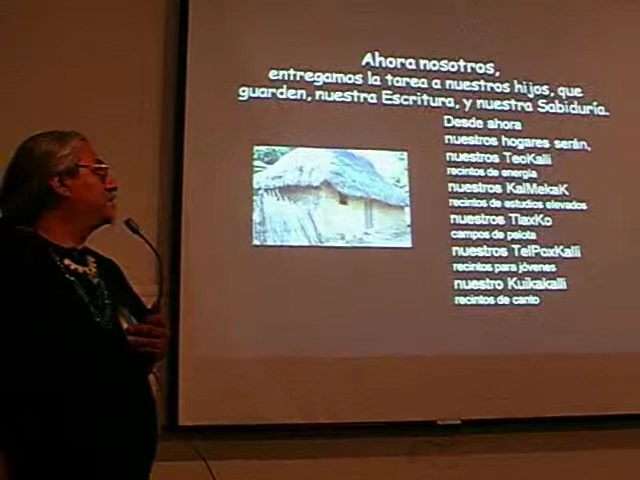 Ahora nosotros,
entregamos la tarea a nuestros hijos, que
guarden, nuestra Escritura, y nuestra Sabiduría.
Desde ahora
nuestros hogares serán,
nuestros TeoKalli
recintos de energía
nuestros KalMekaK
recintos de estudios elevados
nuestros TlaxKo
campos de pelota
nuestros TelPoxKalli
recintos para jóvenes
nuestro Kuikakalli
recintos de canto